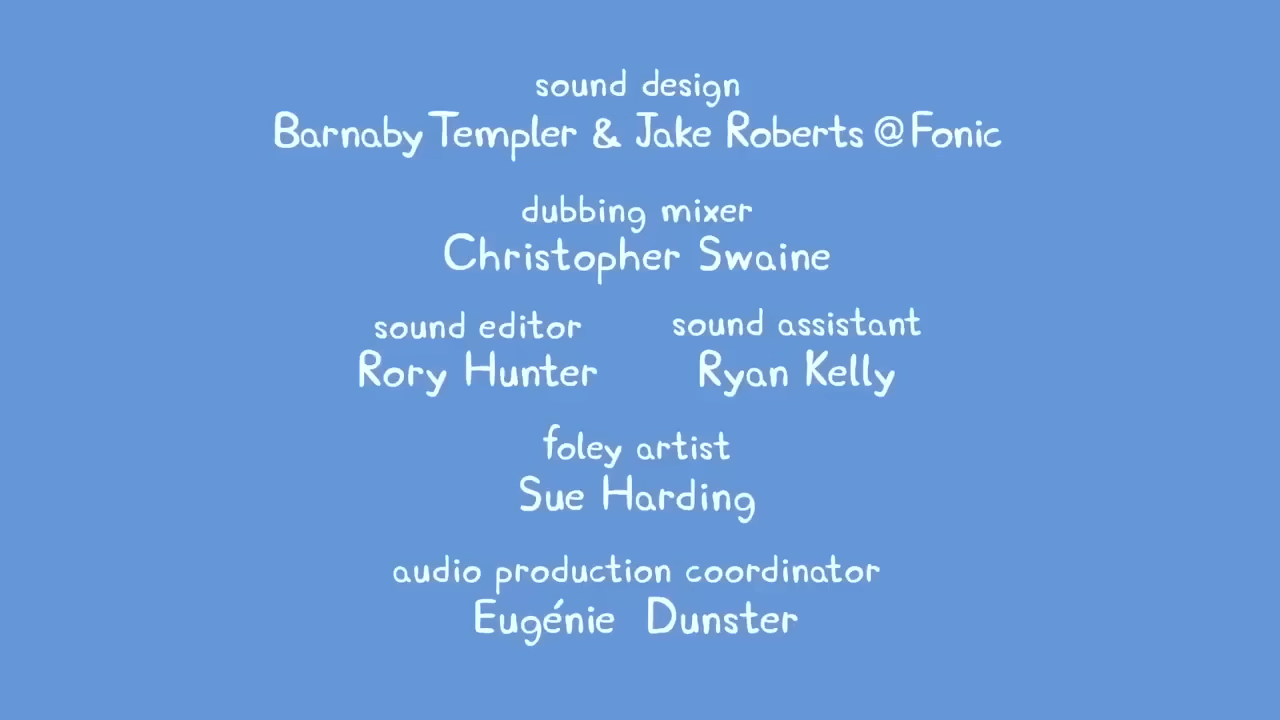 sound design
Barnaby Templer & Jake Roberts @ Fonic
dubbing mixer
Christopher Swaine
sound editor sound assistant
Rory Hunter Ryan Kelly
foley artist
Sue Harding
audio production coordinator
Eugénie Dunster